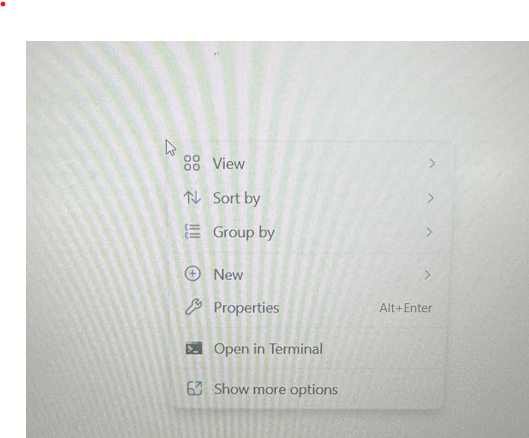 View
Sort by
Group by
New
Properties Alt+Enter
Open in Terminal
Show more options